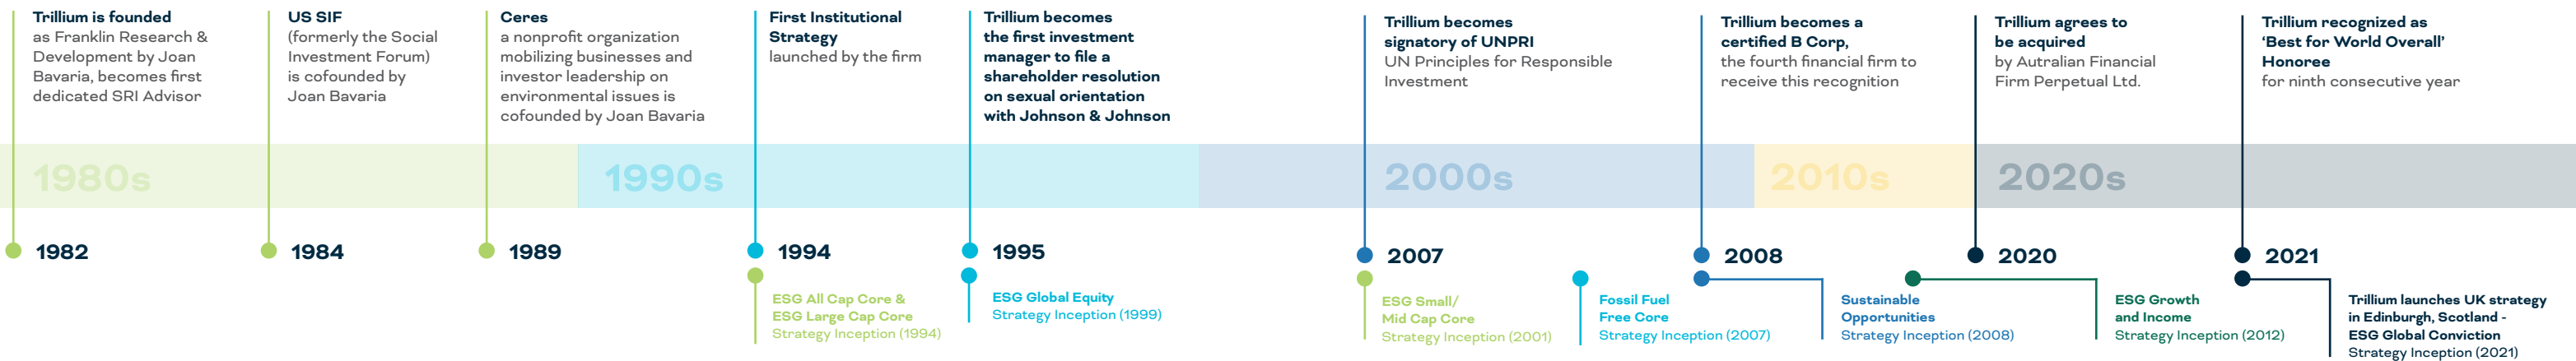 Trillium is founded
as Franklin Research &
Development by Joan
Bavaria, becomes first
dedicated SRI Advisor
US SIF
(formerly the Social
Investment Forum)
is cofounded by
Joan Bavaria
Ceres
a nonprofit organization
mobilizing businesses and
investor leadership on
environmental issues is
cofounded by Joan Bavaria
First Institutional
Strategy
launched by the firm
Trillium becomes
the first investment
manager to file a
shareholder resolution
on sexual orientation
with Johnson & Johnson
Trillium becomes
signatory of UNPRI
UN Principles for Responsible
Investment
Trillium becomes a
certified B Corp,
the fourth financial firm to
receive this recognition
Trillium agrees to
be acquired
by Autralian Financial
Firm Perpetual Ltd.
Trillium recognized as
‘Best for World Overall’
Honoree
for ninth consecutive year
1980s
1990s
2000s
2010s
2020s
1982
1984
1989
1994
1995
2007
2008
2020
2021
ESG All Cap Core &
ESG Large Cap Core
Strategy Inception (1994)
ESG Global Equity
Strategy Inception (1999)
ESG Small/
Mid Cap Core
Strategy Inception (2001)
Fossil Fuel
Free Core
Strategy Inception (2007)
Sustainable
Opportunities
Strategy Inception (2008)
ESG Growth
and Income
Strategy Inception (2012)
Trillium launches UK strategy
in Edinburgh, Scotland -
ESG Global Conviction
Strategy Inception (2021)